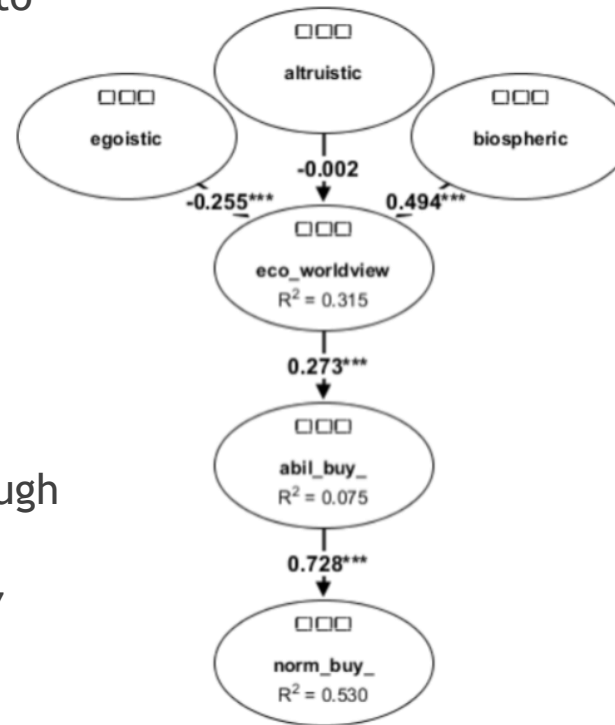 to
□□□
altruistic
□□□
egoistic
□□□
biospheric
-0.002
-0.255***
0.494***
□□□
eco_worldview
R² = 0.315
0.273***
□□□
abil_buy_
R² = 0.075
ugh
0.728***
□□□
norm_buy_
R² = 0.530